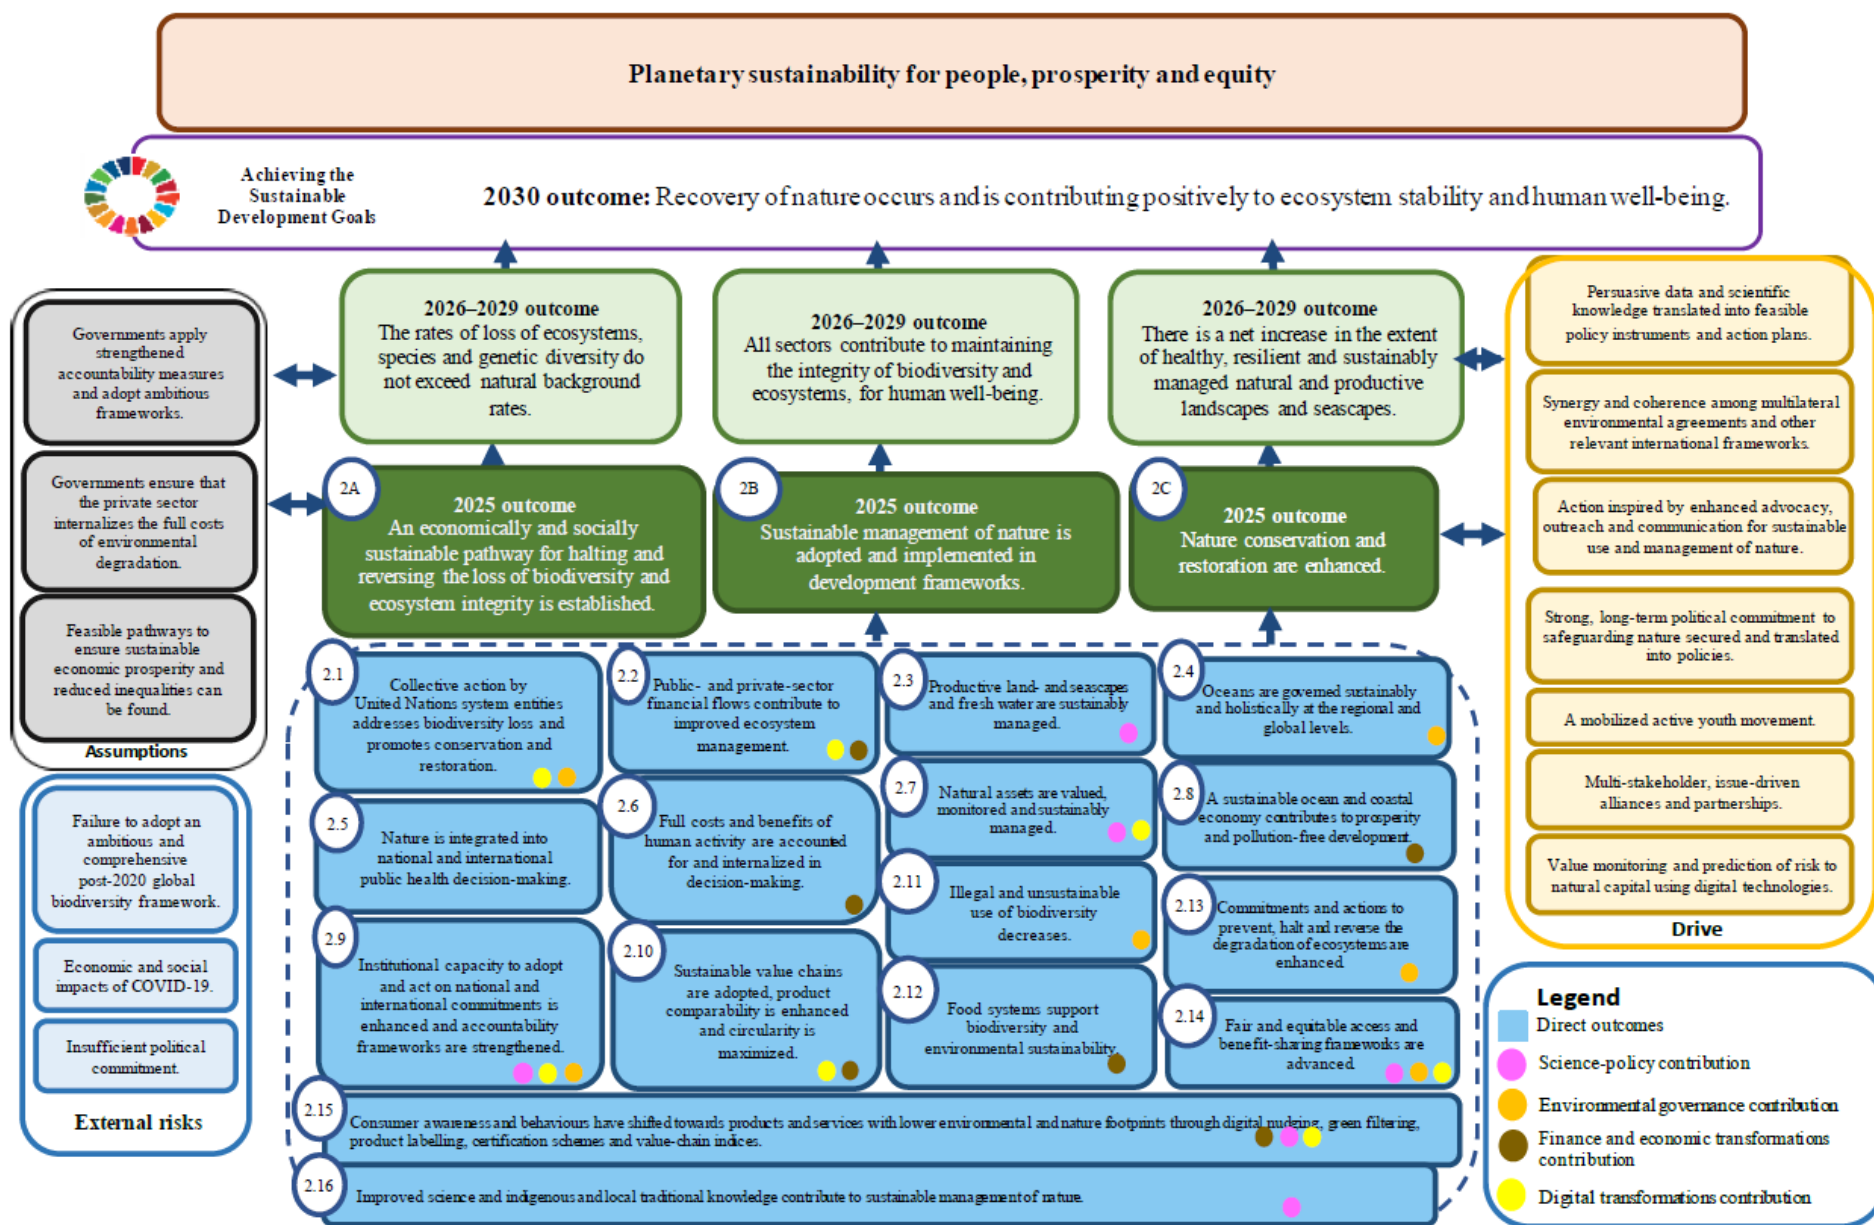 Planetary sustainability for people, prosperity and equity
Achieving the
Sustainable
Development Goals
2030 outcome: Recovery of nature occurs and is contributing positively to ecosystem stability and human well-being.
Governments apply
strengthened
accountability measures
and adopt ambitious
frameworks.
Governments ensure that
the private sector
internalizes the full costs
of environmental
degradation.
Feasible pathways to
ensure sustainable
economic prosperity and
reduced inequalities can
be found.
Assumptions
Failure to adopt an
ambitious and
comprehensive
post-2020 global
biodiversity framework.
Economic and social
impacts of COVID-19.
Insufficient political
commitment.
External risks
2026–2029 outcome
The rates of loss of ecosystems,
species and genetic diversity do
not exceed natural background
rates.
2026–2029 outcome
All sectors contribute to maintaining
the integrity of biodiversity and
ecosystems, for human well-being.
2026–2029 outcome
There is a net increase in the extent
of healthy, resilient and sustainably
managed natural and productive
landscapes and seascapes.
2A
2025 outcome
An economically and socially
sustainable pathway for halting and
reversing the loss of biodiversity and
ecosystem integrity is established.
2B
2025 outcome
Sustainable management of nature is
adopted and implemented in
development frameworks.
2C
2025 outcome
Nature conservation and
restoration are enhanced.
2.1
Collective action by
United Nations system entities
addresses biodiversity loss and
promotes conservation and
restoration.
2.2
Public- and private-sector
financial flows contribute to
improved ecosystem
management.
2.3
Productive land- and seascapes
and fresh water are sustainably
managed.
2.4
Oceans are governed sustainably
and holistically at the regional and
global levels.
2.5
Nature is integrated into
national and international
public health decision-making.
2.6
Full costs and benefits of
human activity are accounted
for and internalized in
decision-making.
2.7
Natural assets are valued,
monitored and sustainably
managed.
2.8
A sustainable ocean and coastal
economy contributes to prosperity
and pollution-free development.
2.9
Institutional capacity to adopt
and act on national and
international commitments is
enhanced and accountability
frameworks are strengthened.
2.10
Sustainable value chains
are adopted, product
comparability is enhanced
and circularity is
maximized.
2.11
Illegal and unsustainable
use of biodiversity
decreases.
2.12
Food systems support
biodiversity and
environmental sustainability.
2.13
Commitments and actions to
prevent, halt and reverse the
degradation of ecosystems are
enhanced.
2.14
Fair and equitable access and
benefit-sharing frameworks are
advanced.
2.15
Consumer awareness and behaviours have shifted towards products and services with lower environmental and nature footprints through digital nudging, green filtering,
product labelling, certification schemes and value-chain indices.
2.16
Improved science and indigenous and local traditional knowledge contribute to sustainable management of nature.
Persuasive data and scientific
knowledge translated into feasible
policy instruments and action plans.
Synergy and coherence among multilateral
environmental agreements and other
relevant international frameworks.
Action inspired by enhanced advocacy,
outreach and communication for sustainable
use and management of nature.
Strong, long-term political commitment to
safeguarding nature secured and translated
into policies.
A mobilized active youth movement.
Multi-stakeholder, issue-driven
alliances and partnerships.
Value monitoring and prediction of risk to
natural capital using digital technologies.
Drive
Legend
Direct outcomes
Science-policy contribution
Environmental governance contribution
Finance and economic transformations
contribution
Digital transformations contribution